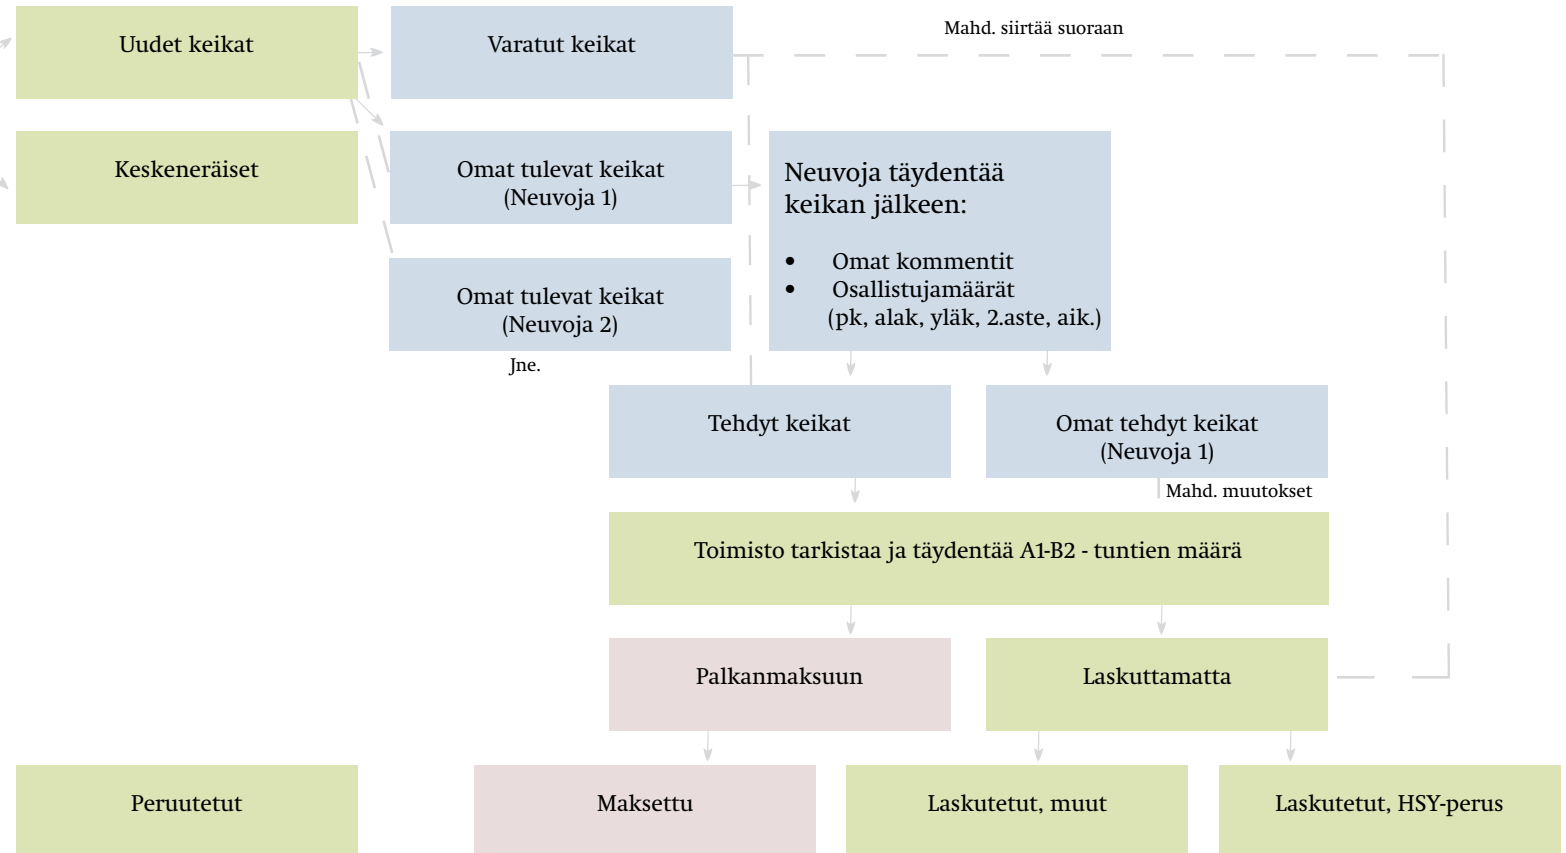 Uudet keikat
Varatut keikat
Mahd. siirtää suoraan
Keskeneräiset
Omat tulevat keikat
(Neuvoja 1)
Neuvoja täydentää
keikan jälkeen:
• Omat kommentit
• Osallistujamäärät
(pk, alak, yläk, 2.aste, aik.)
Omat tulevat keikat
(Neuvoja 2)
Jne.
Tehdyt keikat
Omat tehdyt keikat
(Neuvoja 1)
Mahd. muutokset
Toimisto tarkistaa ja täydentää A1-B2 - tuntien määrä
Palkanmaksuun
Laskuttamatta
Peruutetut
Maksettu
Laskutetut, muut
Laskutetut, HSY-perus